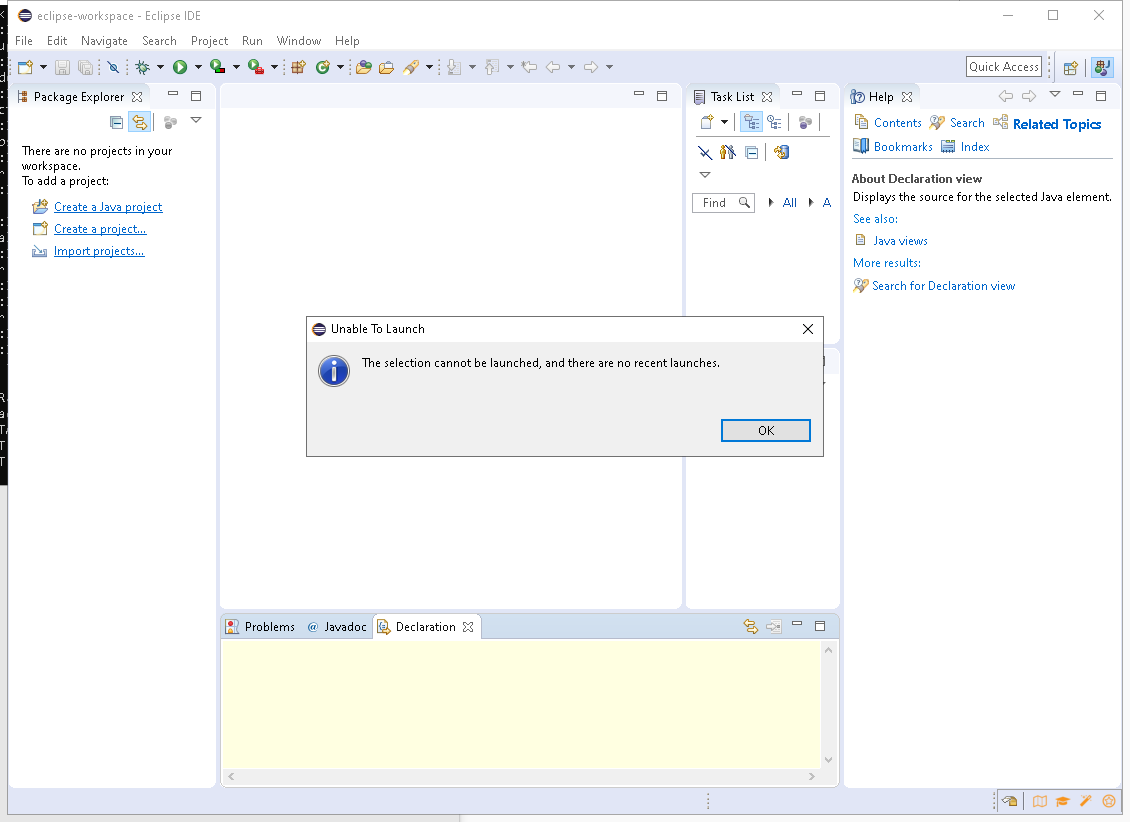 eclipse-workspace - Eclipse IDE
File Edit Navigate Search Project Run Window Help
Quick Access
Package Explorer
There are no projects in your
workspace.
To add a project:
Create a Java project
Create a project...
Import projects...
Task List
Find All A
Help
Contents Search Related Topics
Bookmarks Index
About Declaration view
Displays the source for the selected Java element.
See also:
Java views
More results:
Search for Declaration view
Unable To Launch
The selection cannot be launched, and there are no recent launches.
OK
Problems @ Javadoc Declaration